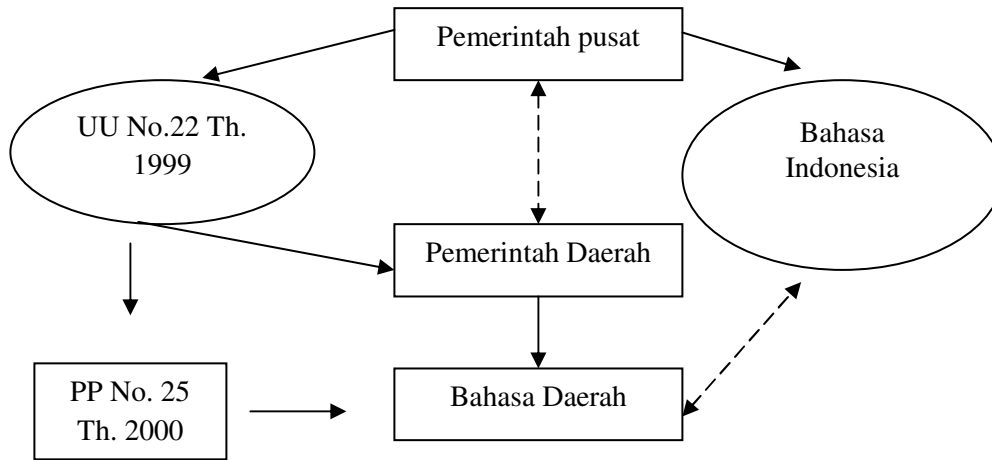 Pemerintah pusat
UU No.22 Th.
1999
Bahasa
Indonesia
Pemerintah Daerah
PP No. 25
Th. 2000
Bahasa Daerah